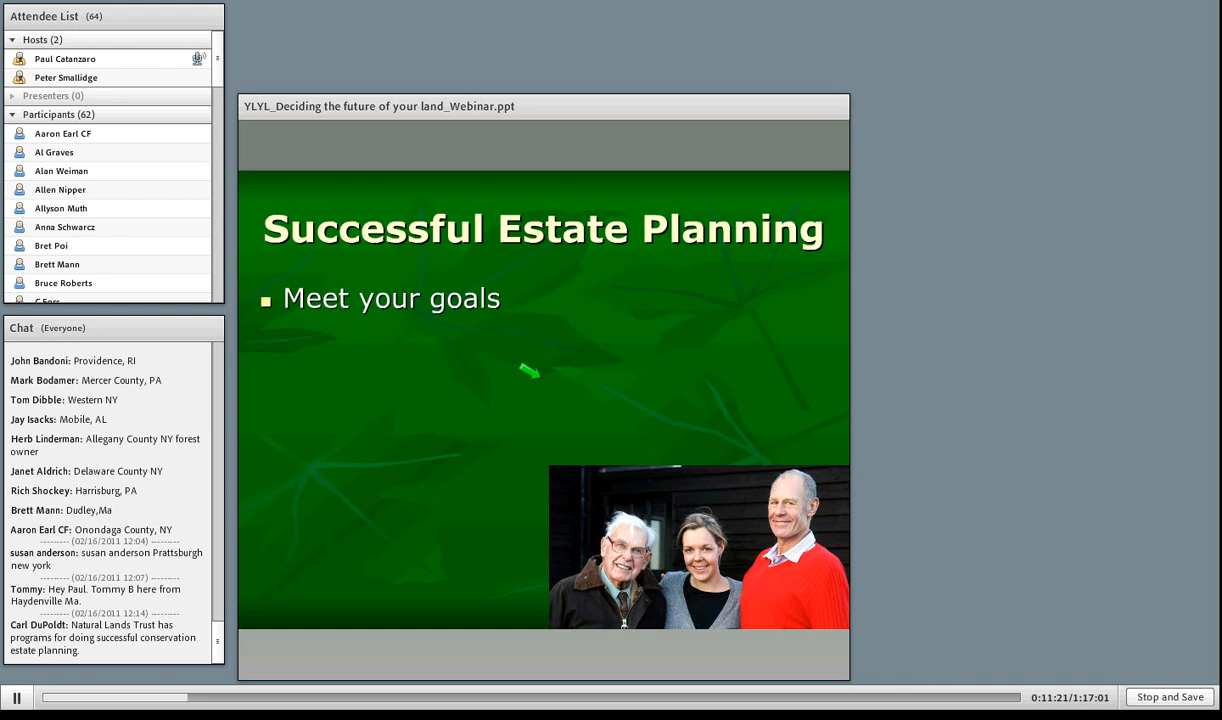 Attendee List (64)
Hosts (2)
Paul Catanzaro
Peter Smallidge
Presenters (0)
Participants (62)
Aaron Earl CF
Al Graves
Alan Weiman
Allen Nipper
Allyson Muth
Anna Schwarcz
Bret Poi
Brett Mann
Bruce Roberts
C Foss
Chat (Everyone)
John Bandoni: Providence, RI
Mark Bodamer: Mercer County, PA
Tom Dibble: Western NY
Jay Isacks: Mobile, AL
Herb Linderman: Allegany County NY forest
owner
Janet Aldrich: Delaware County NY
Rich Shockey: Harrisburg, PA
Brett Mann: Dudley,Ma
Aaron Earl CF: Onondaga County, NY
--------- (02/16/2011 12:04) ---------
susan anderson: susan anderson Prattsburgh
new york
--------- (02/16/2011 12:07) ---------
Tommy: Hey Paul. Tommy B here from
Haydenville Ma.
--------- (02/16/2011 12:14) ---------
Carl DuPoldt: Natural Lands Trust has
programs for doing successful conservation
estate planning.
YLYL_Deciding the future of your land_Webinar.ppt
Successful Estate Planning
Meet your goals
0:11:21/1:17:01
Stop and Save